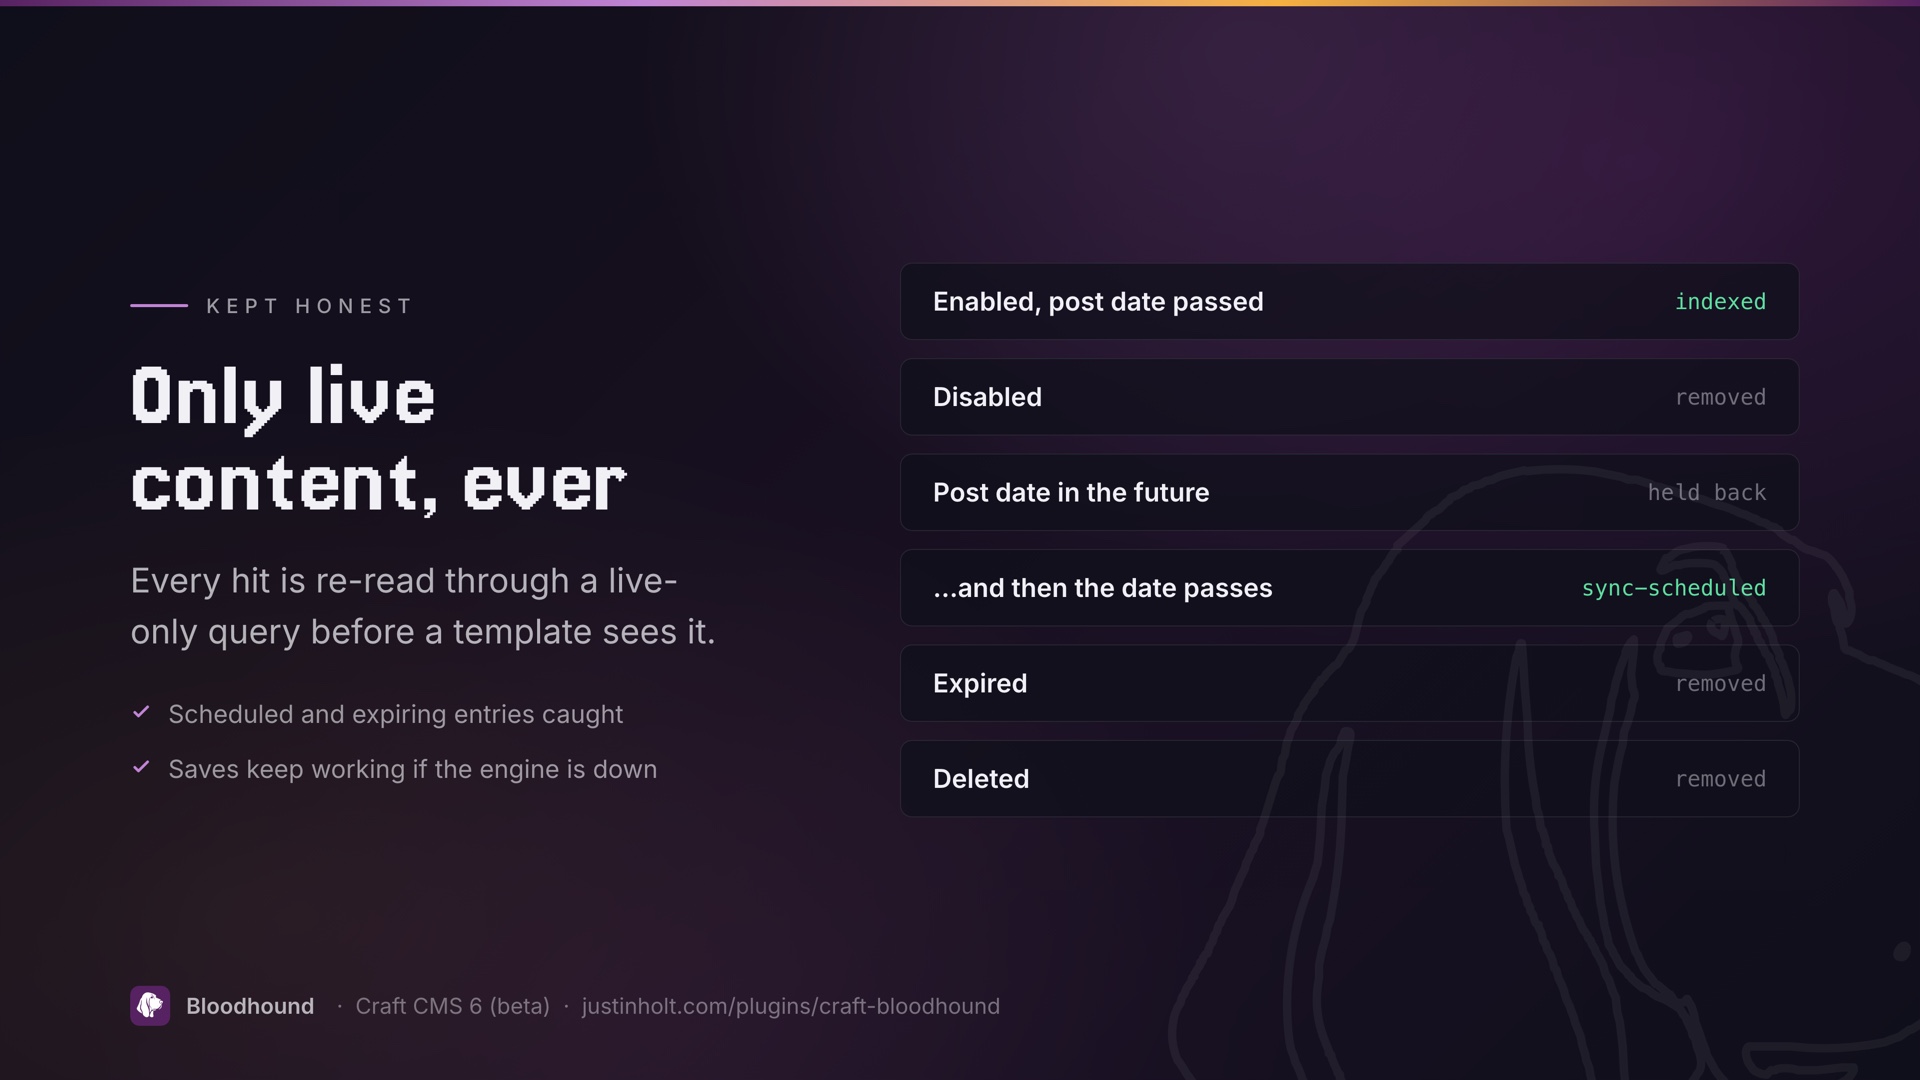 KEPT HONEST
Only live
content, ever
Every hit is re-read through a live-
only query before a template sees it.
Scheduled and expiring entries caught
Saves keep working if the engine is down
Enabled, post date passed indexed
Disabled removed
Post date in the future held back
...and then the date passes sync-scheduled
Expired removed
Deleted removed
Bloodhound · Craft CMS 6 (beta) · justinholt.com/plugins/craft-bloodhound